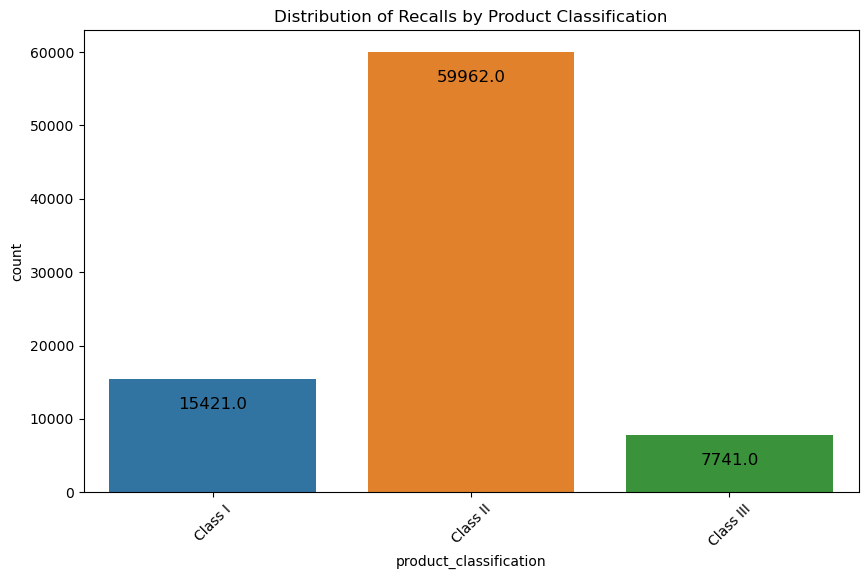 Distribution of Recalls by Product Classification
60000
50000
40000
30000
20000
10000
0
count
15421.0
59962.0
7741.0
Class I
Class II
Class III
product_classification